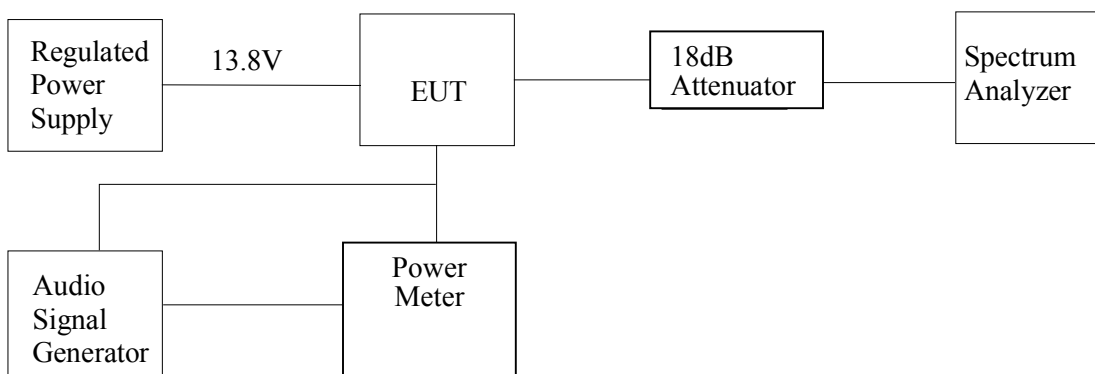 Regulated
Power
Supply
13.8V
EUT
18dB
Attenuator
Spectrum
Analyzer
Audio
Signal
Generator
Power
Meter